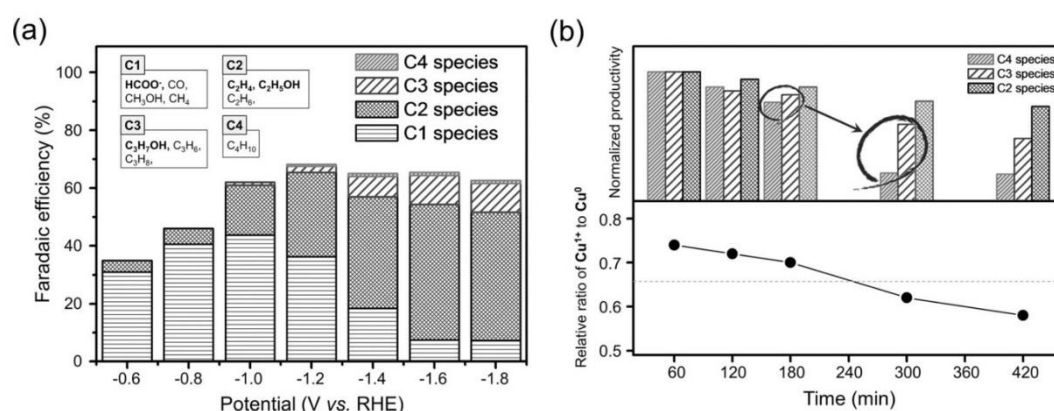 (a)
Faradaic efficiency (%)
100
80
60
40
20
0
C1
HCOO⁻, CO,
CH₃OH, CH₄
C2
C₂H₄, C₂H₅OH
C₂H₆,
C3
C₃H₇OH, C₃H₆,
C₃H₈,
C4
C₄H₁₀
C4 species
C3 species
C2 species
C1 species
-0.6 -0.8 -1.0 -1.2 -1.4 -1.6 -1.8
Potential (V vs. RHE)
(b)
Normalized productivity
C4 species
C3 species
C2 species
Relative ratio of Cu¹⁺ to Cu⁰
0.8
0.7
0.6
0.5
60 120 180 240 300 360 420
Time (min)